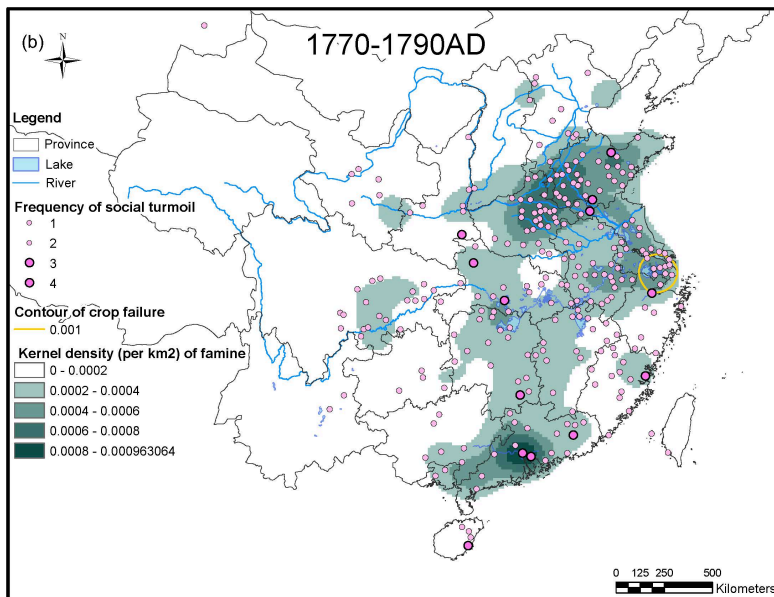 (b)
N
1770-1790AD
Legend
Province
Lake
River
Frequency of social turmoil
1
2
3
4
Contour of crop failure
0.001
Kernel density (per km2) of famine
0 - 0.0002
0.0002 - 0.0004
0.0004 - 0.0006
0.0006 - 0.0008
0.0008 - 0.000963064
0 125 250 500
Kilometers